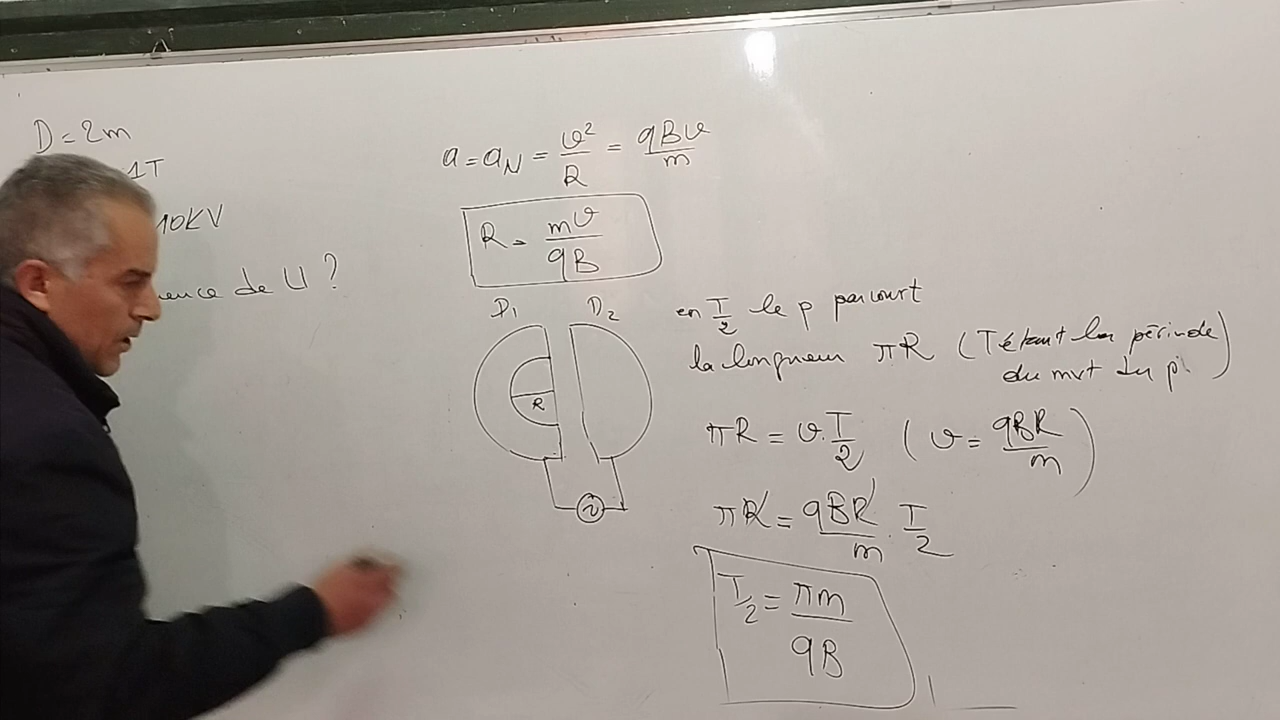 D = 2m
1T
10KV
ence de U ?
a = a_N = v²/R = qBv/m
R = mv/qB
D₁ D₂
R
~
en T/2 le p parcourt
la longueur πR (T étant la période
du mvt du p.)
πR = v.T/2 ( v = qBR/m )
πR = qBR/m . T/2
T/2 = πm/qB